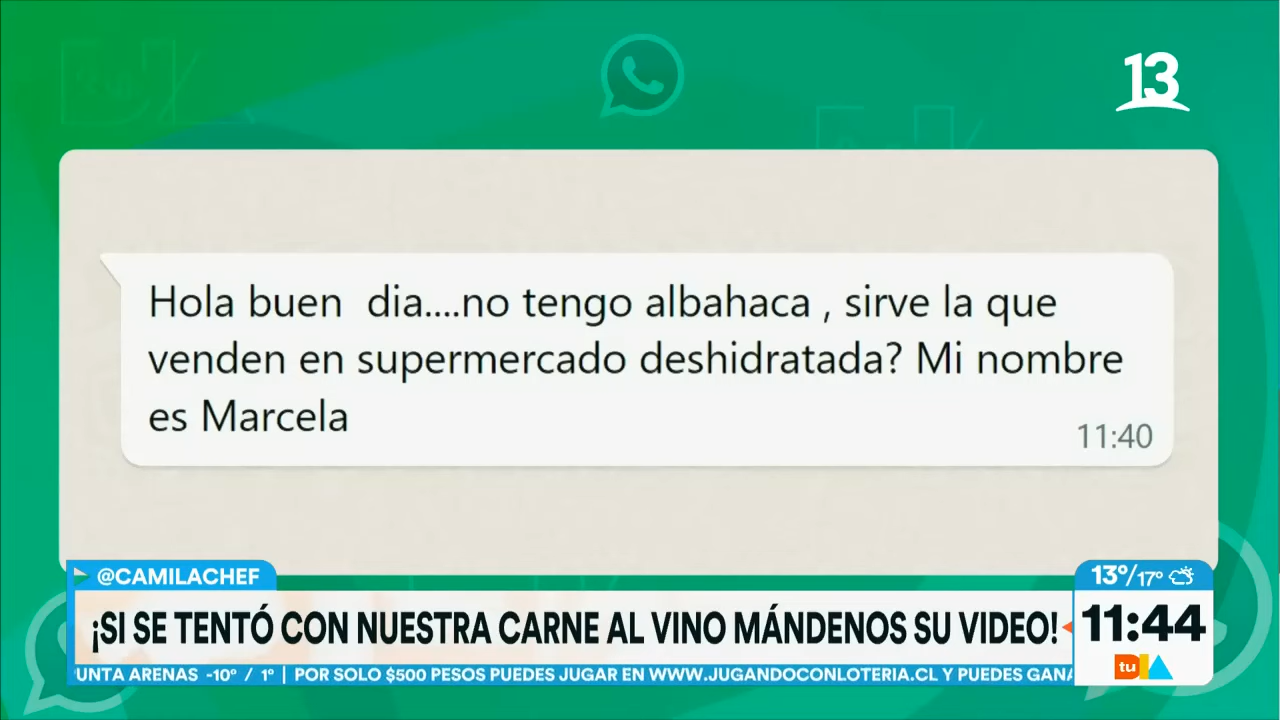 13
Hola buen  dia....no tengo albahaca , sirve la que
venden en supermercado deshidratada? Mi nombre
es Marcela
11:40
@CAMILACHEF
¡SI SE TENTÓ CON NUESTRA CARNE AL VINO MÁNDENOS SU VIDEO!
13°/17°
11:44
tu DÍA
UNTA ARENAS -10° / 1° | POR SOLO $500 PESOS PUEDES JUGAR EN WWW.JUGANDOCONLOTERIA.CL Y PUEDES GANA